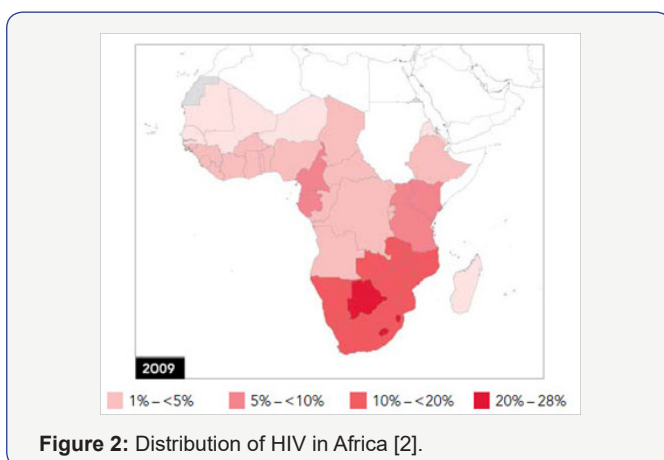 2009
1% – <5% 5% – <10% 10% – <20% 20% – 28%
Figure 2: Distribution of HIV in Africa [2].